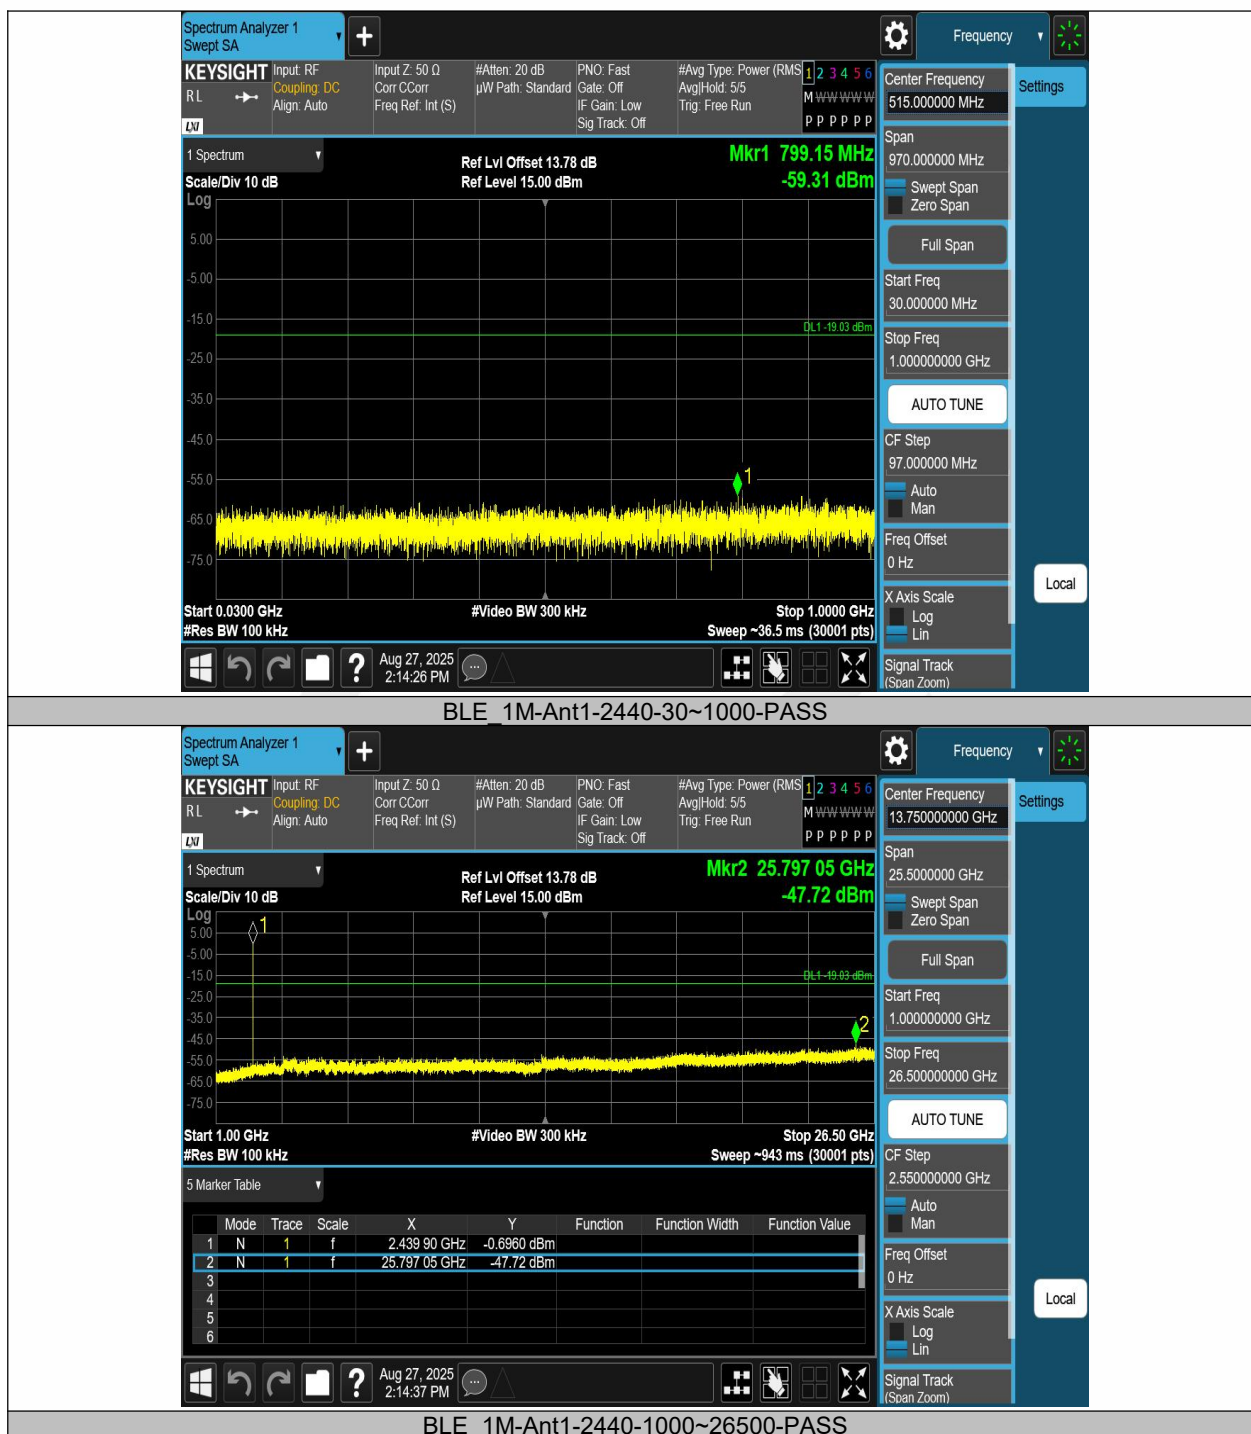 Spectrum Analyzer 1
Swept SA
Frequency
KEYSIGHT
RL
LXI
Input: RF
Coupling: DC
Align: Auto
Input Z: 50 Ω
Corr CCorr
Freq Ref: Int (S)
#Atten: 20 dB
µW Path: Standard
PNO: Fast
Gate: Off
IF Gain: Low
Sig Track: Off
#Avg Type: Power (RMS
Avg|Hold: 5/5
Trig: Free Run
1 2 3 4 5 6
M W W W W W
P P P P P P
1 Spectrum
Scale/Div 10 dB
Ref Lvl Offset 13.78 dB
Ref Level 15.00 dBm
Mkr1 799.15 MHz
-59.31 dBm
Log
5.00
-5.00
-15.0
DL1 -19.03 dBm
-25.0
-35.0
-45.0
-55.0
1
-65.0
-75.0
Start 0.0300 GHz
#Video BW 300 kHz
Stop 1.0000 GHz
#Res BW 100 kHz
Sweep ~36.5 ms (30001 pts)
?
Aug 27, 2025
2:14:26 PM
Center Frequency
515.000000 MHz
Settings
Span
970.000000 MHz
Swept Span
Zero Span
Full Span
Start Freq
30.000000 MHz
Stop Freq
1.000000000 GHz
AUTO TUNE
CF Step
97.000000 MHz
Auto
Man
Freq Offset
0 Hz
X Axis Scale
Log
Lin
Signal Track
(Span Zoom)
Local
BLE_1M-Ant1-2440-30~1000-PASS
Spectrum Analyzer 1
Swept SA
Frequency
KEYSIGHT
RL
LXI
Input: RF
Coupling: DC
Align: Auto
Input Z: 50 Ω
Corr CCorr
Freq Ref: Int (S)
#Atten: 20 dB
µW Path: Standard
PNO: Fast
Gate: Off
IF Gain: Low
Sig Track: Off
#Avg Type: Power (RMS
Avg|Hold: 5/5
Trig: Free Run
1 2 3 4 5 6
M W W W W W
P P P P P P
1 Spectrum
Scale/Div 10 dB
Ref Lvl Offset 13.78 dB
Ref Level 15.00 dBm
Mkr2 25.797 05 GHz
-47.72 dBm
Log
1
5.00
-5.00
-15.0
DL1 -19.03 dBm
-25.0
-35.0
2
-45.0
-55.0
-65.0
-75.0
Start 1.00 GHz
#Video BW 300 kHz
Stop 26.50 GHz
#Res BW 100 kHz
Sweep ~943 ms (30001 pts)
5 Marker Table
Mode Trace Scale X Y Function Function Width Function Value
1 N 1 f 2.439 90 GHz -0.6960 dBm
2 N 1 f 25.797 05 GHz -47.72 dBm
3
4
5
6
?
Aug 27, 2025
2:14:37 PM
Center Frequency
13.750000000 GHz
Settings
Span
25.5000000 GHz
Swept Span
Zero Span
Full Span
Start Freq
1.000000000 GHz
Stop Freq
26.500000000 GHz
AUTO TUNE
CF Step
2.550000000 GHz
Auto
Man
Freq Offset
0 Hz
X Axis Scale
Log
Lin
Signal Track
(Span Zoom)
Local
BLE_1M-Ant1-2440-1000~26500-PASS